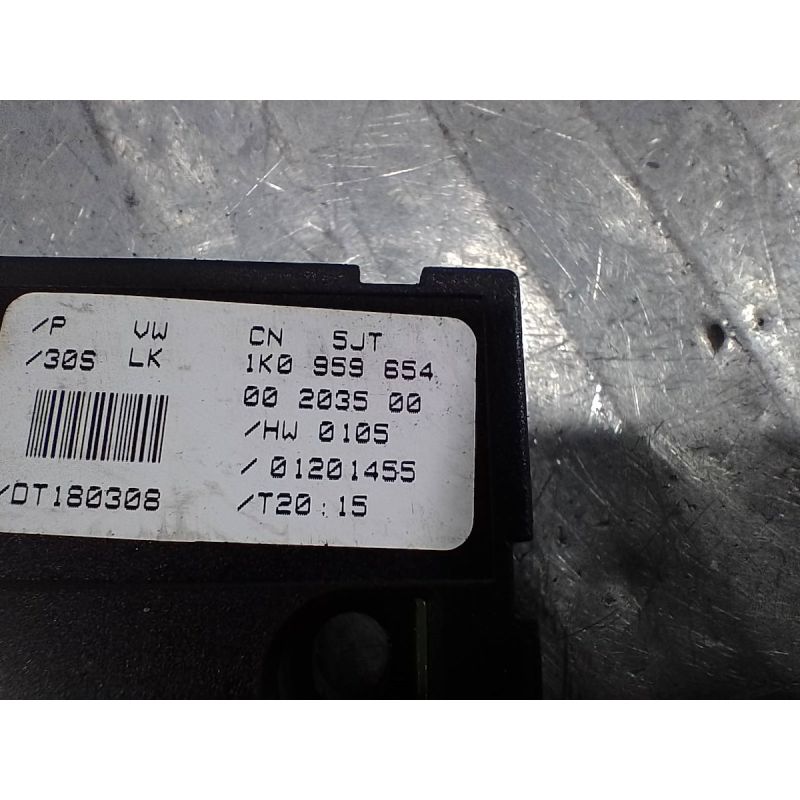 /P VW CN 5JT
/30S LK 1K0 959 654
00 2035 00
/HW 0105
/ 01201455
/DT180308 /T20:15